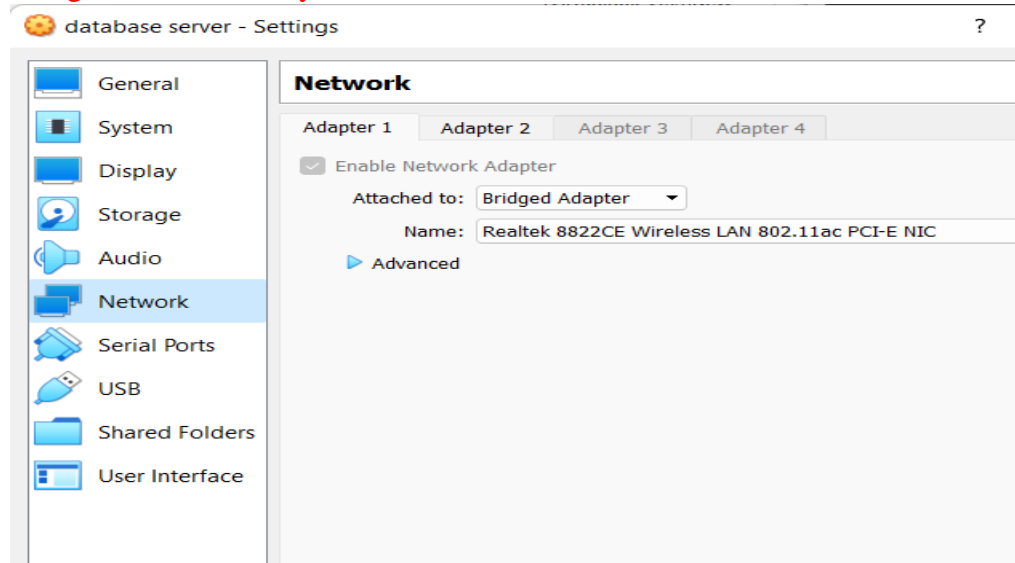 database server - Settings ?
General
System
Display
Storage
Audio
Network
Serial Ports
USB
Shared Folders
User Interface
Network
Adapter 1 Adapter 2 Adapter 3 Adapter 4
Enable Network Adapter
Attached to: Bridged Adapter
Name: Realtek 8822CE Wireless LAN 802.11ac PCI-E NIC
Advanced